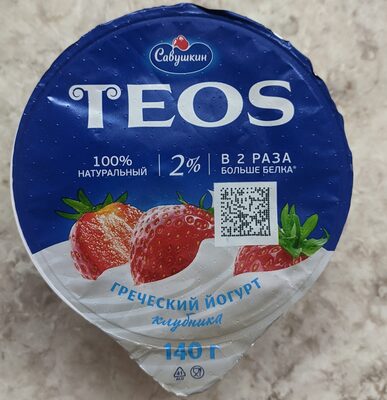 Савушкин
TEOS
100%
НАТУРАЛЬНЫЙ
2%
В 2 РАЗА
БОЛЬШЕ БЕЛКА*
ГРЕЧЕСКИЙ ЙОГУРТ
клубника
140 г